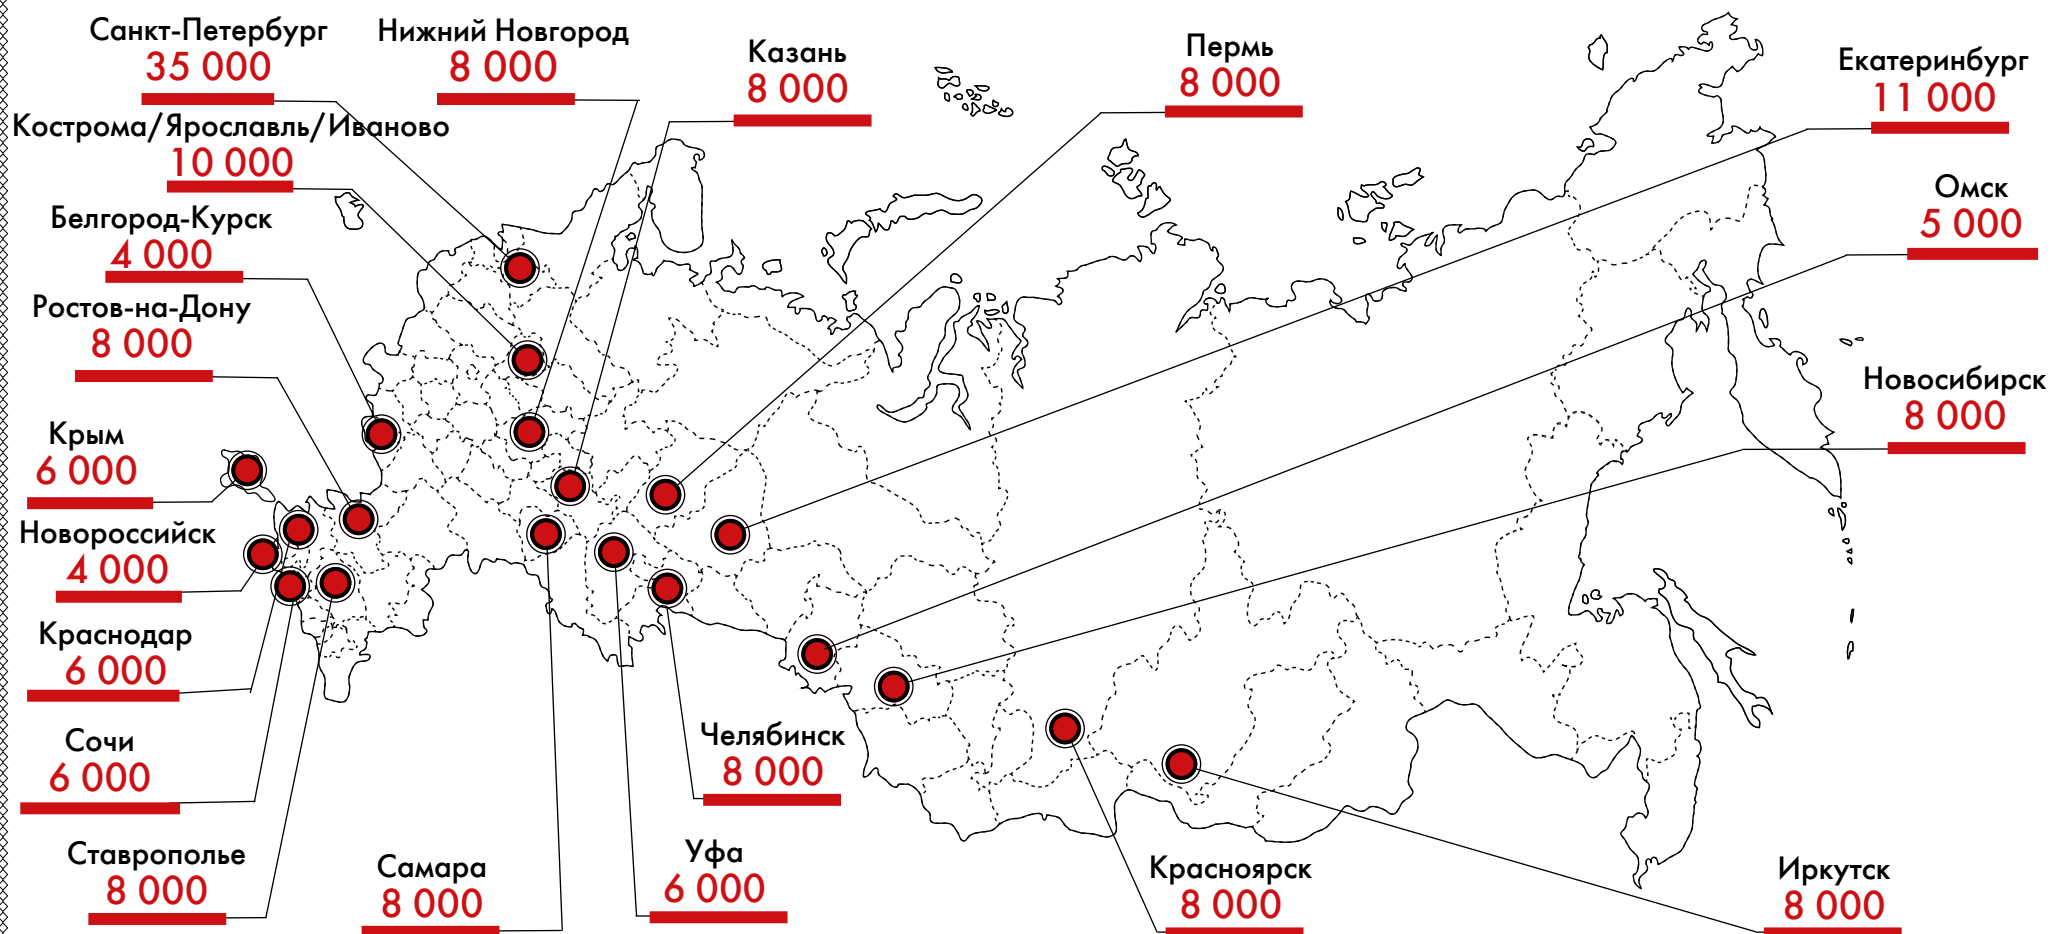 Санкт-Петербург
35 000
Нижний Новгород
8 000
Казань
8 000
Пермь
8 000
Екатеринбург
11 000
Кострома/Ярославль/Иваново
10 000
Омск
5 000
Белгород-Курск
4 000
Ростов-на-Дону
8 000
Новосибирск
8 000
Крым
6 000
Новороссийск
4 000
Краснодар
6 000
Сочи
6 000
Челябинск
8 000
Ставрополье
8 000
Самара
8 000
Уфа
6 000
Красноярск
8 000
Иркутск
8 000